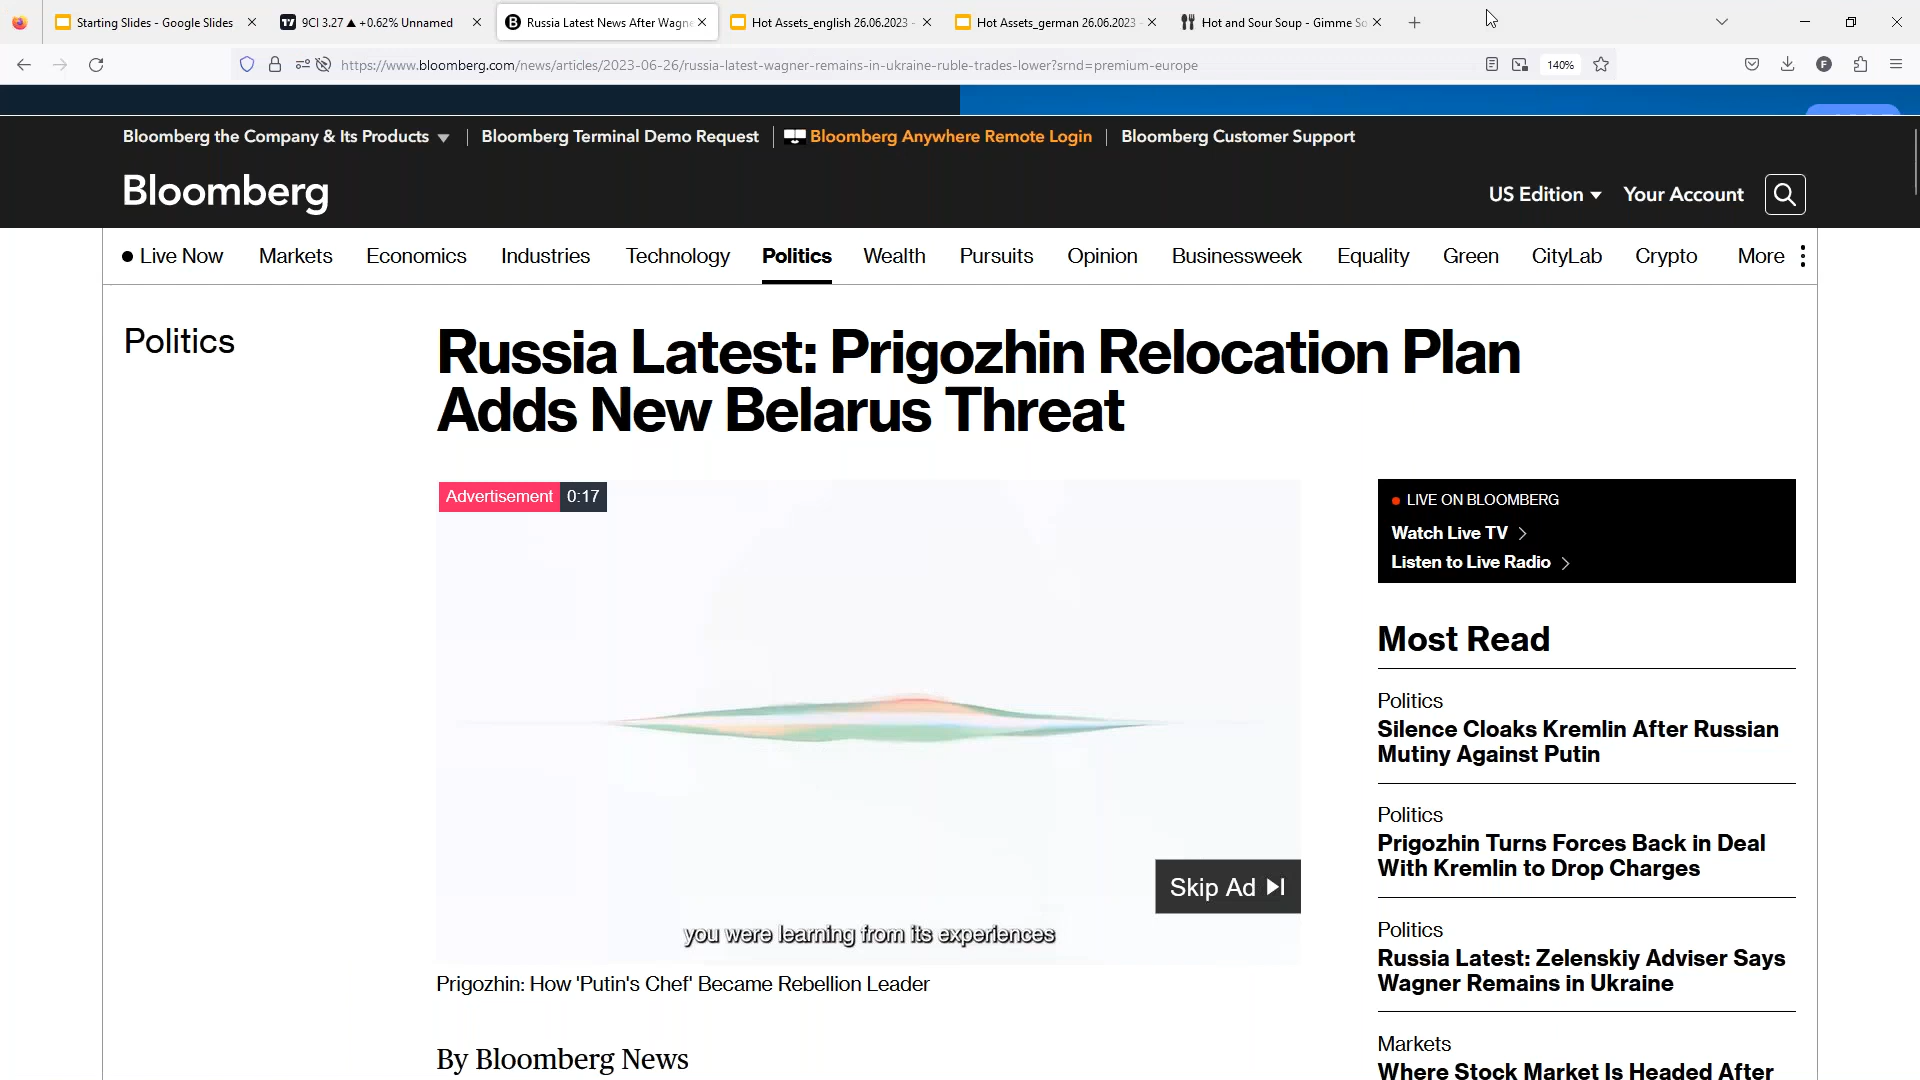 Starting Slides - Google Slides
9CI 3.27 ▲ +0.62% Unnamed
Russia Latest News After Wagne
Hot Assets_english 26.06.2023 -
Hot Assets_german 26.06.2023 -
Hot and Sour Soup - Gimme So
https://www.bloomberg.com/news/articles/2023-06-26/russia-latest-wagner-remains-in-ukraine-ruble-trades-lower?srnd=premium-europe
140%
Bloomberg the Company & Its Products
Bloomberg Terminal Demo Request
Bloomberg Anywhere Remote Login
Bloomberg Customer Support
Bloomberg
US Edition
Your Account
Live Now Markets Economics Industries Technology Politics Wealth Pursuits Opinion Businessweek Equality Green CityLab Crypto More
Politics
Russia Latest: Prigozhin Relocation Plan
Adds New Belarus Threat
Advertisement 0:17
Skip Ad
you were learning from its experiences
Prigozhin: How 'Putin's Chef' Became Rebellion Leader
By Bloomberg News
LIVE ON BLOOMBERG
Watch Live TV
Listen to Live Radio
Most Read
Politics
Silence Cloaks Kremlin After Russian
Mutiny Against Putin
Politics
Prigozhin Turns Forces Back in Deal
With Kremlin to Drop Charges
Politics
Russia Latest: Zelenskiy Adviser Says
Wagner Remains in Ukraine
Markets
Where Stock Market Is Headed After